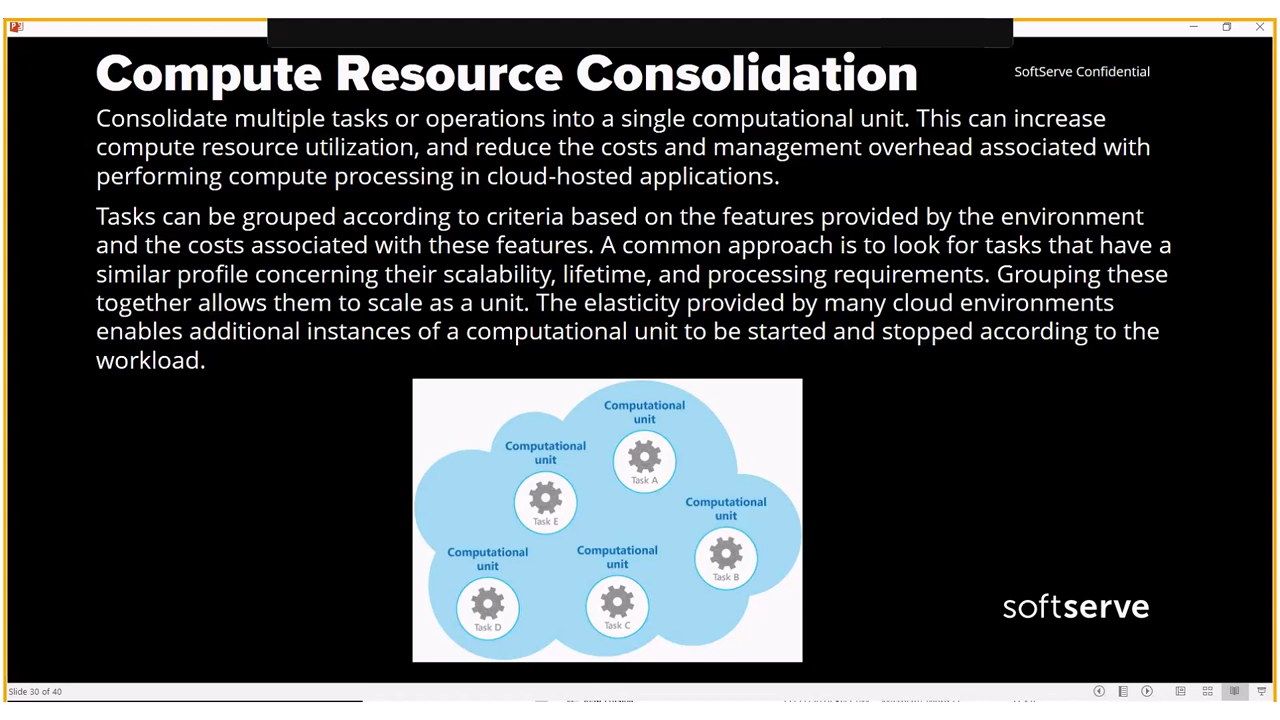 Compute Resource Consolidation
SoftServe Confidential
Consolidate multiple tasks or operations into a single computational unit. This can increase
compute resource utilization, and reduce the costs and management overhead associated with
performing compute processing in cloud-hosted applications.
Tasks can be grouped according to criteria based on the features provided by the environment
and the costs associated with these features. A common approach is to look for tasks that have a
similar profile concerning their scalability, lifetime, and processing requirements. Grouping these
together allows them to scale as a unit. The elasticity provided by many cloud environments
enables additional instances of a computational unit to be started and stopped according to the
workload.
Computational
unit
Task A
Computational
unit
Task E
Computational
unit
Task B
Computational
unit
Task D
Computational
unit
Task C
softserve
Slide 30 of 40